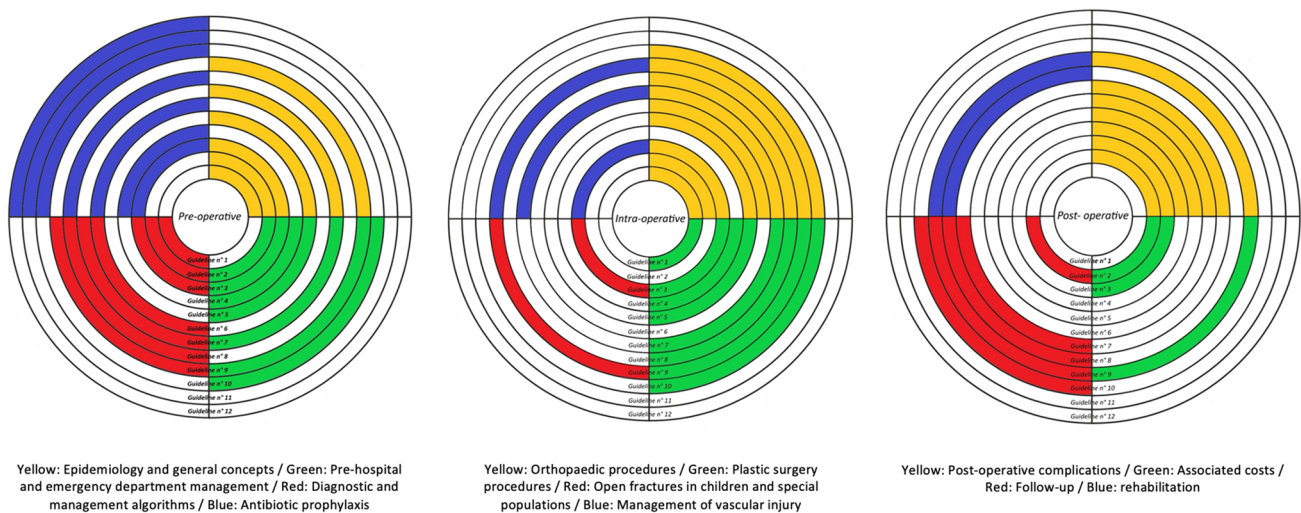 Pre-operative
Guideline n° 1
Guideline n° 2
Guideline n° 3
Guideline n° 4
Guideline n° 5
Guideline n° 6
Guideline n° 7
Guideline n° 8
Guideline n° 9
Guideline n° 10
Guideline n° 11
Guideline n° 12
Yellow: Epidemiology and general concepts / Green: Pre-hospital
and emergency department management / Red: Diagnostic and
management algorithms / Blue: Antibiotic prophylaxis
Intra-operative
Guideline n° 1
Guideline n° 2
Guideline n° 3
Guideline n° 4
Guideline n° 5
Guideline n° 6
Guideline n° 7
Guideline n° 8
Guideline n° 9
Guideline n° 10
Guideline n° 11
Guideline n° 12
Yellow: Orthopaedic procedures / Green: Plastic surgery
procedures / Red: Open fractures in children and special
populations / Blue: Management of vascular injury
Post- operative
Guideline n° 1
Guideline n° 2
Guideline n° 3
Guideline n° 4
Guideline n° 5
Guideline n° 6
Guideline n° 7
Guideline n° 8
Guideline n° 9
Guideline n° 10
Guideline n° 11
Guideline n° 12
Yellow: Post-operative complications / Green: Associated costs /
Red: Follow-up / Blue: rehabilitation